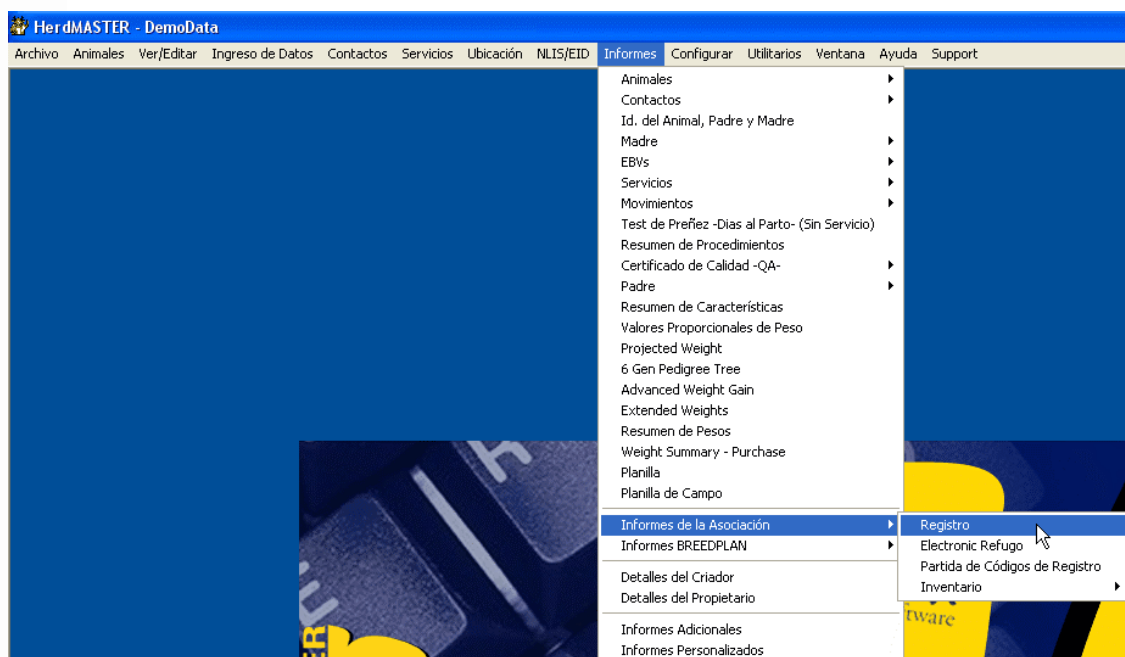 HerdMASTER - DemoData
Archivo Animales Ver/Editar Ingreso de Datos Contactos Servicios Ubicación NLIS/EID Informes Configurar Utilitarios Ventana Ayuda Support
Animales
Contactos
Id. del Animal, Padre y Madre
Madre
EBVs
Servicios
Movimientos
Test de Preñez -Dias al Parto- (Sin Servicio)
Resumen de Procedimientos
Certificado de Calidad -QA-
Padre
Resumen de Características
Valores Proporcionales de Peso
Projected Weight
6 Gen Pedigree Tree
Advanced Weight Gain
Extended Weights
Resumen de Pesos
Weight Summary - Purchase
Planilla
Planilla de Campo
Informes de la Asociación
Informes BREEDPLAN
Detalles del Criador
Detalles del Propietario
Informes Adicionales
Informes Personalizados
Registro
Electronic Refugo
Partida de Códigos de Registro
Inventario